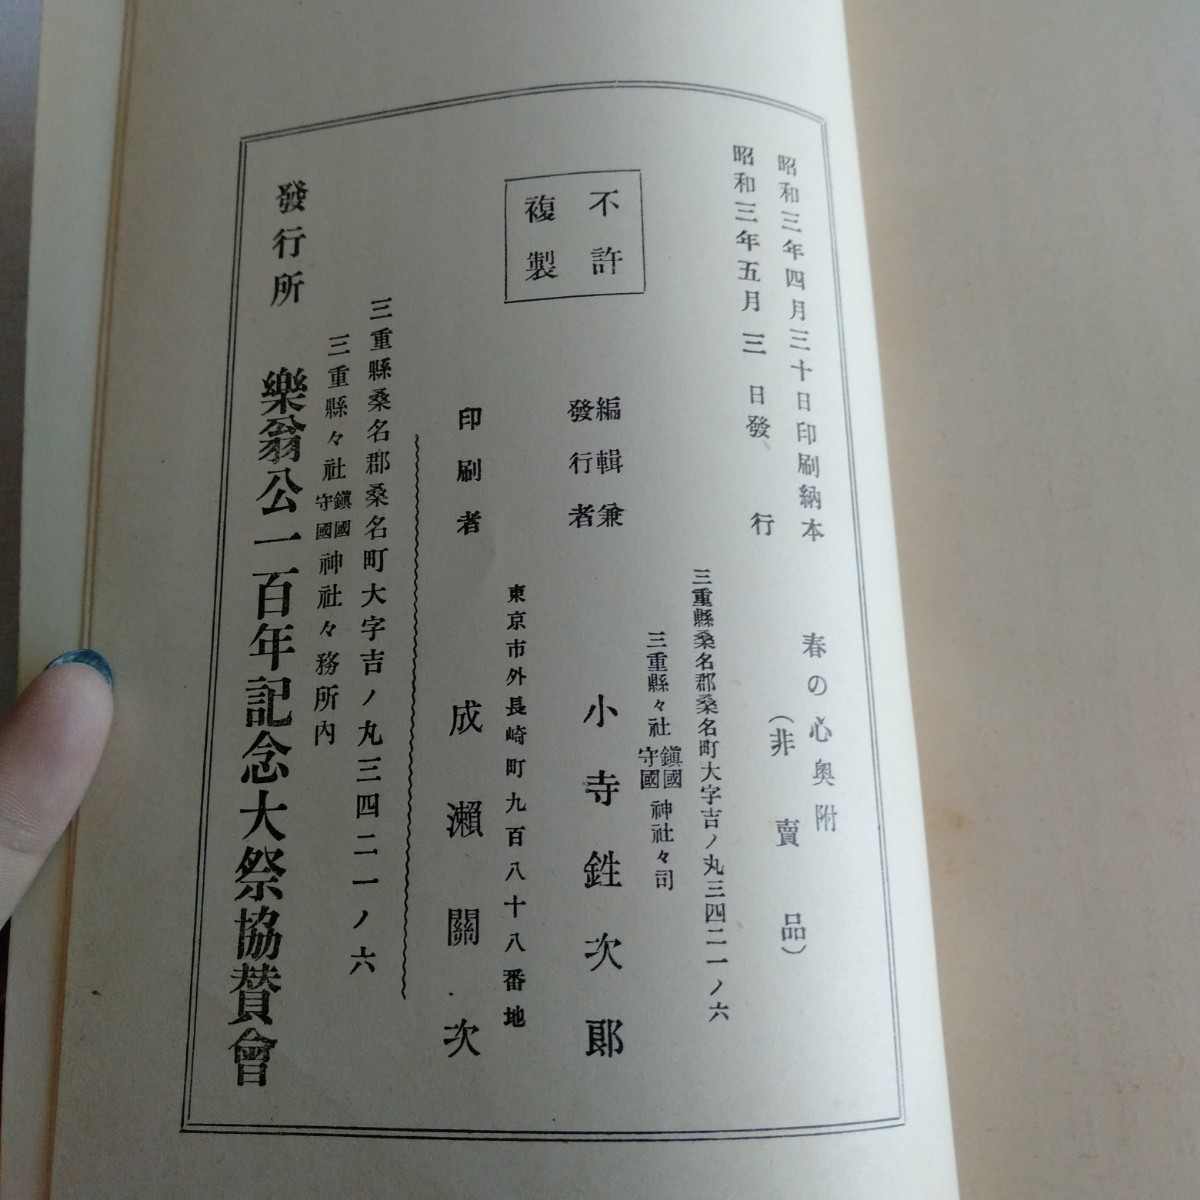 昭和三年四月三十日印刷納本
昭和三年五月三日發行
春の心奧附
（非賣品）
不許
複製
三重縣桑名郡桑名町大字吉ノ丸三四二一ノ六
三重縣々社鎭國守國神社々司
編輯兼
發行者
小寺鉎次郞
東京市外長崎町九百八十八番地
印刷者
成瀨關次
三重縣桑名郡桑名町大字吉ノ丸三四二一ノ六
三重縣々社鎭國守國神社々務所內
發行所
樂翁公一百年記念大祭協贊會